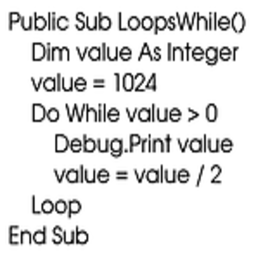 Public Sub LoopsWhile()
    Dim value As Integer
    value = 1024
    Do While value > 0
        Debug.Print value
        value = value / 2
    Loop
End Sub